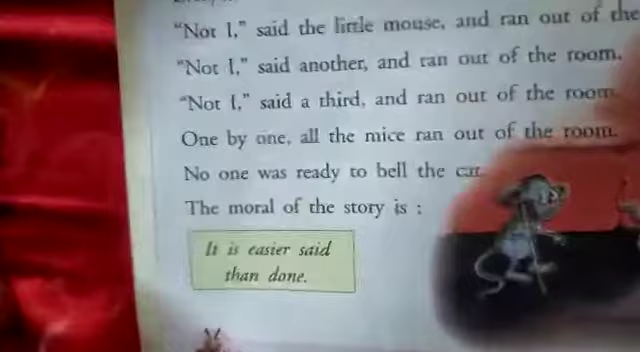 "Not I," said the little mouse, and ran out of the
"Not I," said another, and ran out of the room.
"Not I," said a third, and ran out of the room
One by one, all the mice ran out of the room.
No one was ready to bell the cat.
The moral of the story is :
It is easier said
than done.